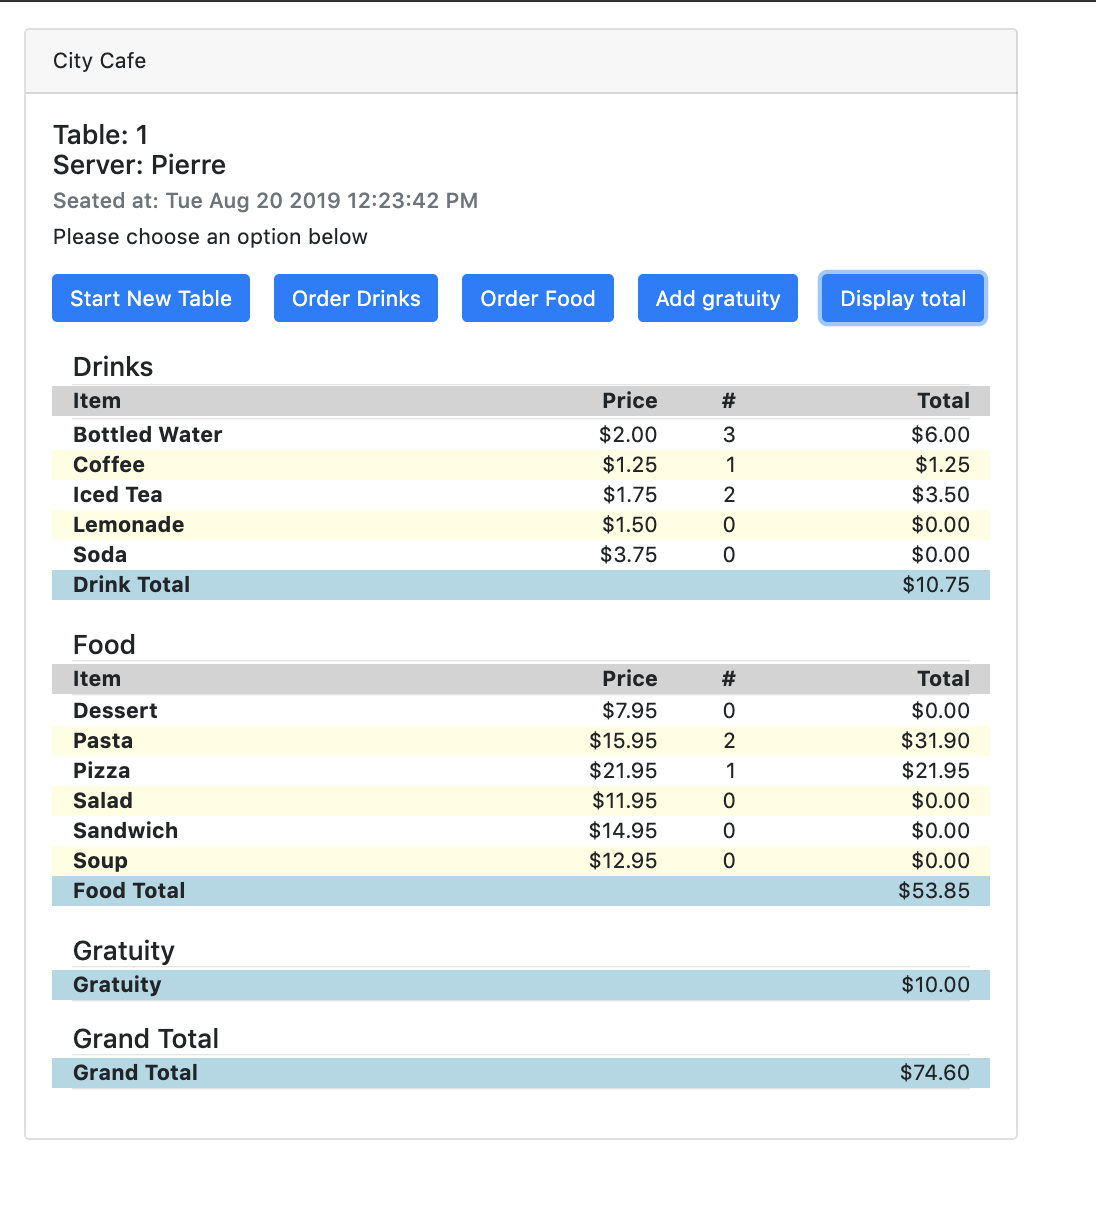 City Cafe
Table: 1
Server: Pierre
Seated at: Tue Aug 20 2019 12:23:42 PM
Please choose an option below
Start New Table Order Drinks Order Food Add gratuity Display total
Drinks
Item Price # Total
Bottled Water $2.00 3 $6.00
Coffee $1.25 1 $1.25
Iced Tea $1.75 2 $3.50
Lemonade $1.50 0 $0.00
Soda $3.75 0 $0.00
Drink Total $10.75
Food
Item Price # Total
Dessert $7.95 0 $0.00
Pasta $15.95 2 $31.90
Pizza $21.95 1 $21.95
Salad $11.95 0 $0.00
Sandwich $14.95 0 $0.00
Soup $12.95 0 $0.00
Food Total $53.85
Gratuity
Gratuity $10.00
Grand Total
Grand Total $74.60